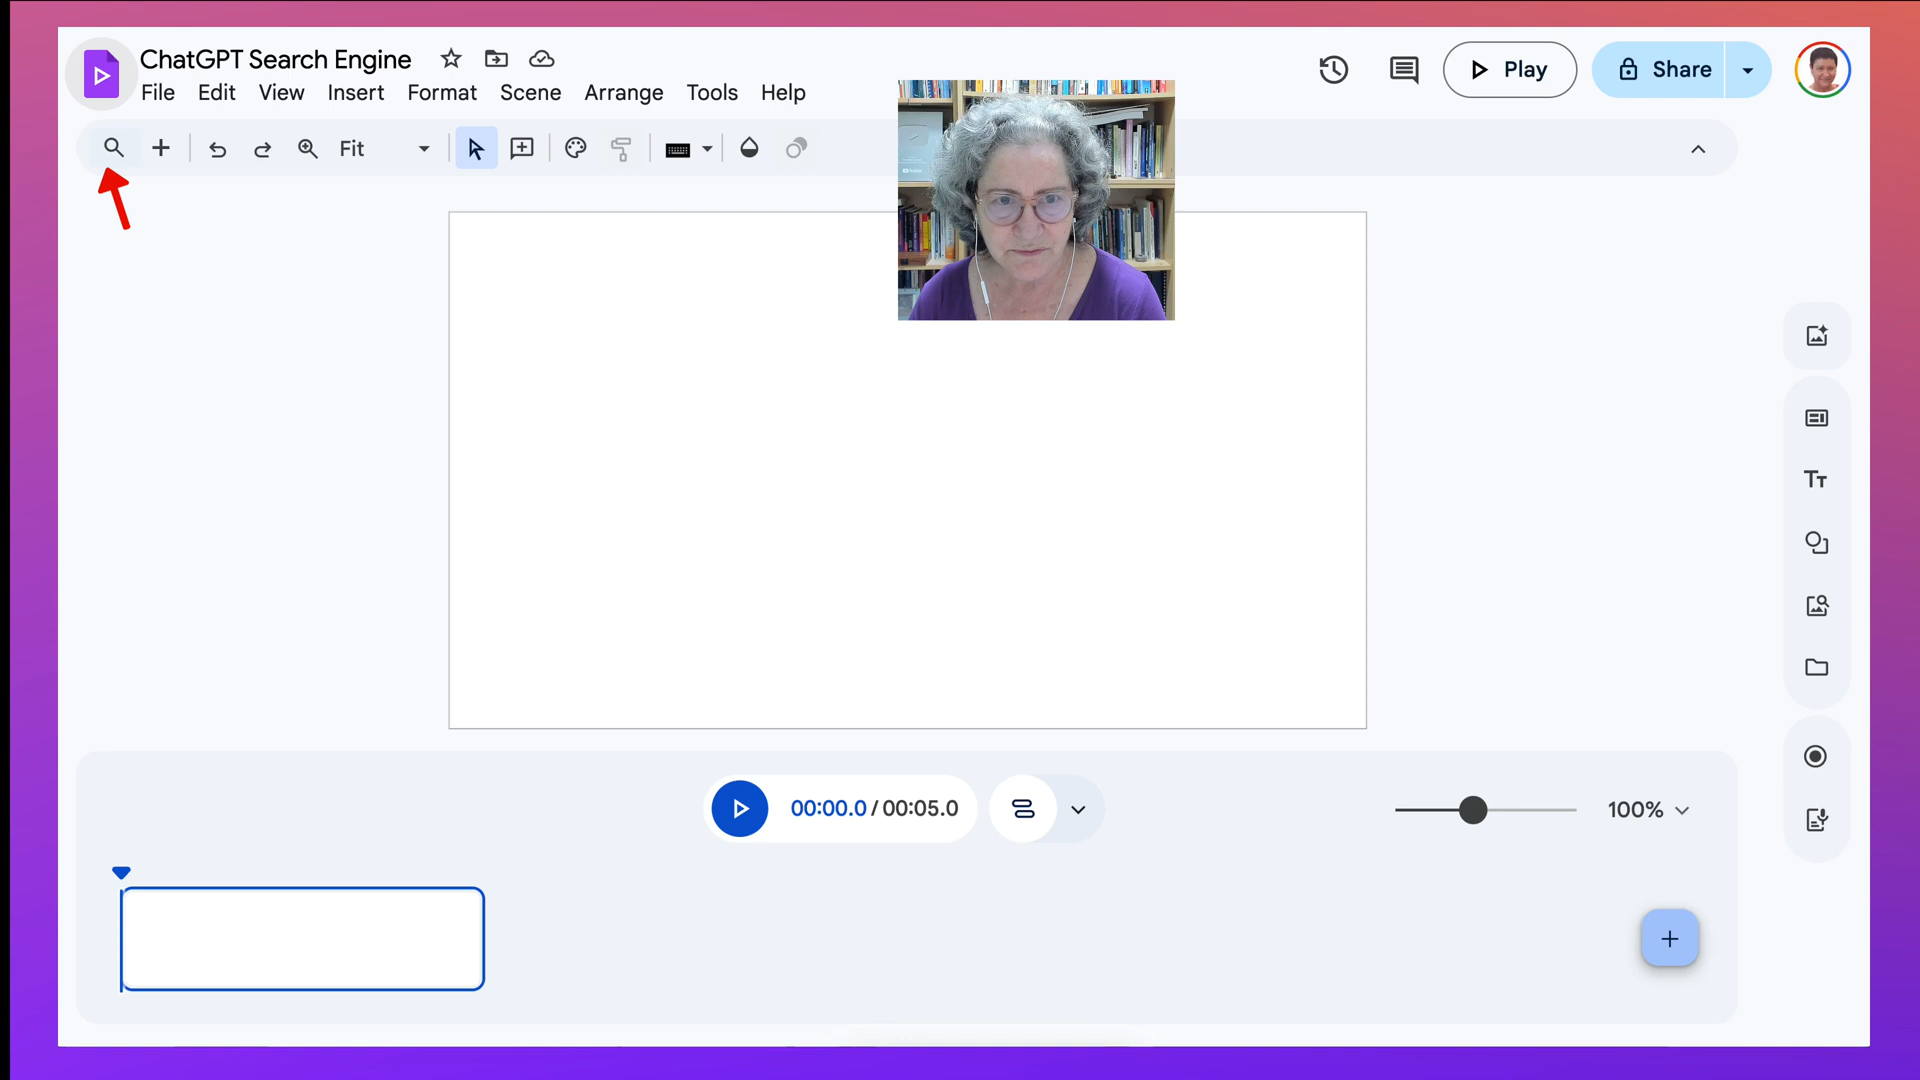 ChatGPT Search Engine
File Edit View Insert Format Scene Arrange Tools Help
Play
Share
Fit
00:00.0 / 00:05.0
100%